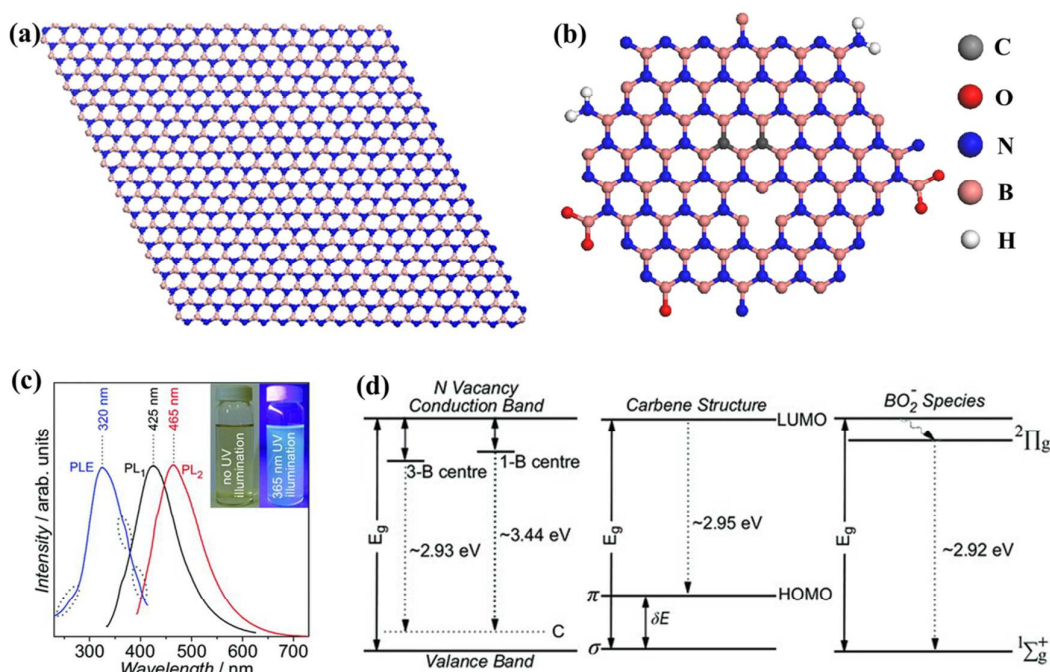 (a)
(b)
C
O
N
B
H
(c)
320 nm
425 nm
465 nm
PLE
PL1
PL2
no UV
illumination
365 nm UV
illumination
Intensity / arab. units
300
400
500
600
700
Wavelength / nm
(d)
N Vacancy
Conduction Band
3-B centre
1-B centre
Eg
~2.93 eV
~3.44 eV
C
Valance Band
Carbene Structure
LUMO
Eg
~2.95 eV
π
HOMO
δE
σ
BO2- Species
2Πg
Eg
~2.92 eV
1Σg+